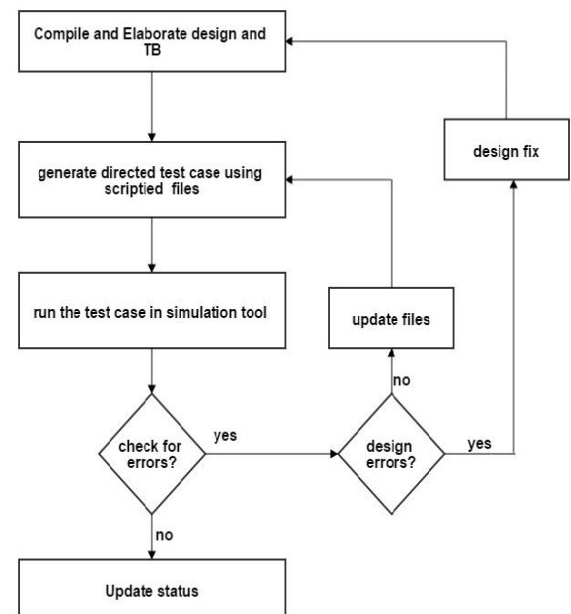 Compile and Elaborate design and
TB
design fix
generate directed test case using
scriptied files
run the test case in simulation tool
update files
no
check for
errors?
yes
design
errors?
yes
no
Update status